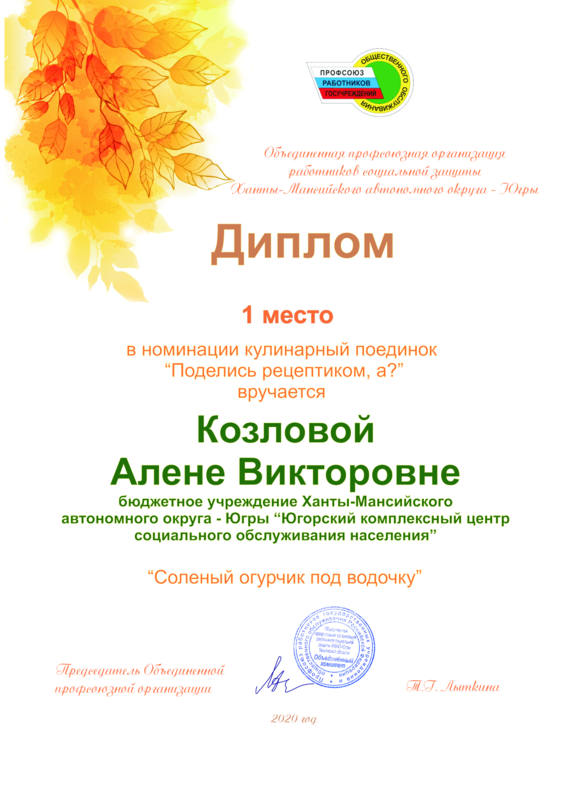 ПРОФСОЮЗ
РАБОТНИКОВ
ГОСУЧРЕЖДЕНИЙ
ОБЩЕСТВЕННОГО ОБСЛУЖИВАНИЯ
Объединенная профсоюзная организация
работников социальной защиты
Ханты-Мансийского автономного округа - Югры
Диплом
1 место
в номинации кулинарный поединок
“Поделись рецептиком, а?”
вручается
Козловой
Алене Викторовне
бюджетное учреждение Ханты-Мансийского
автономного округа - Югры “Югорский комплексный центр
социального обслуживания населения”
“Соленый огурчик под водочку”
Председатель Объединенной
профсоюзной организации
Т.Г. Лыткина
2020 год